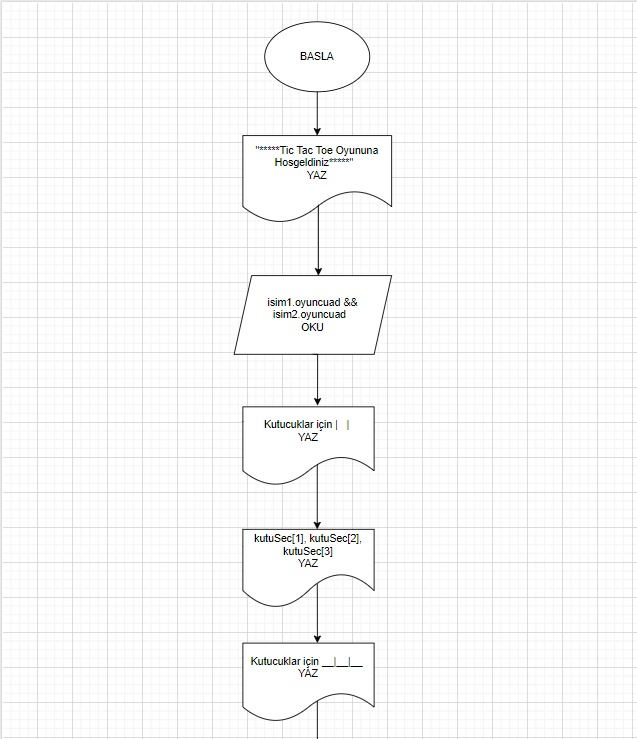 BASLA
"*****Tic Tac Toe Oyununa
Hosgeldiniz*****"
YAZ
isim1.oyuncuad &&
isim2.oyuncuad
OKU
Kutucuklar için |   |
YAZ
kutuSec[1], kutuSec[2],
kutuSec[3]
YAZ
Kutucuklar için __|__|__
YAZ